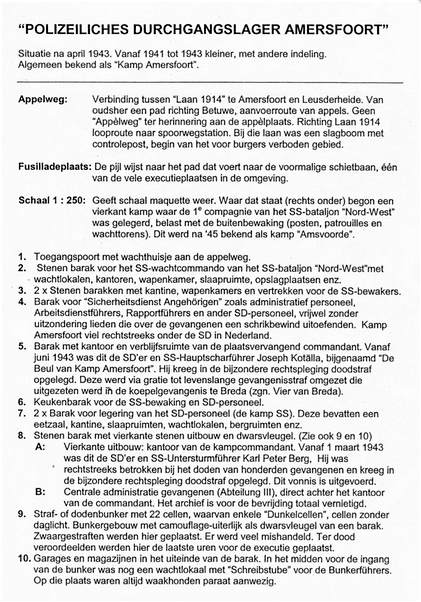 “POLIZEILICHES DURCHGANGSLAGER AMERSFOORT”
Situatie na april 1943. Vanaf 1941 tot 1943 kleiner, met andere indeling.
Algemeen bekend als “Kamp Amersfoort”.
Appelweg: Verbinding tussen “Laan 1914” te Amersfoort en Leusderheide. Van
oudsher een pad richting Betuwe, aanvoerroute van appels. Geen
“Appèlweg” ter herinnering aan de appèlplaats. Richting Laan 1914
looproute naar spoorwegstation. Bij die laan was een slagboom met
controlepost, begin van het voor burgers verboden gebied.
Fusilladeplaats: De pijl wijst naar het pad dat voert naar de voormalige schietbaan, één
van de vele executieplaatsen in de omgeving.
Schaal 1 : 250: Geeft schaal maquette weer. Waar dat staat (rechts onder) begon een
vierkant kamp waar de 1e compagnie van het SS-bataljon “Nord-West”
was gelegerd, belast met de buitenbewaking (posten, patrouilles en
wachttorens). Dit werd na '45 bekend als kamp “Amsvoorde”.
1. Toegangspoort met wachthuisje aan de appelweg.
2. Stenen barak voor het SS-wachtcommando van het SS-bataljon “Nord-West”met
wachtlokalen, kantoren, wapenkamer, slaapruimte, opslagplaatsen enz.
3. 2 x Stenen barakken met kantine, wapenkamers en vertrekken voor de SS-bewakers.
4. Barak voor “Sicherheitsdienst Angehörigen” zoals administratief personeel,
Arbeitsdienstführers, Rapportführers en ander SD-personeel, vrijwel zonder
uitzondering lieden die over de gevangenen een schrikbewind uitoefenden. Kamp
Amersfoort viel rechtstreeks onder de SD in Nederland.
5. Barak met kantoor en verblijfsruimte van de plaatsvervangend commandant. Vanaf
juni 1943 was dit de SD'er en SS-Hauptscharführer Joseph Kotälla, bijgenaamd “De
Beul van Kamp Amersfoort”. Hij kreeg in de bijzondere rechtspleging doodstraf
opgelegd. Deze werd via gratie tot levenslange gevangenisstraf omgezet die
uitgezeten werd in de koepelgevangenis te Breda (zgn. Vier van Breda).
6. Keukenbarak voor de SS-bewaking en SD-personeel.
7. 2 x Barak voor legering van het SD-personeel (de kamp SS). Deze bevatten een
eetzaal, kantine, slaapruimten, wachtlokalen, bergruimten enz.
8. Stenen barak met vierkante stenen uitbouw en dwarsvleugel. (Zie ook 9 en 10)
A: Vierkante uitbouw: kantoor van de kampcommandant. Vanaf 1 maart 1943
was dit de SD'er en SS-Untersturmführer Karl Peter Berg, Hij was
rechtstreeks betrokken bij het doden van honderden gevangenen en kreeg in
de bijzondere rechtspleging doodstraf opgelegd. Dit vonnis is uitgevoerd.
B: Centrale administratie gevangenen (Abteilung III), direct achter het kantoor
van de commandant. Het archief is voor de bevrijding totaal vernietigd.
9. Straf- of dodenbunker met 22 cellen, waarvan enkele “Dunkelcellen”, cellen zonder
daglicht. Bunkergebouw met camouflage-uiterlijk als dwarsvleugel van een barak.
Zwaargestraften werden hier geplaatst. Er werd veel mishandeld. Ter dood
veroordeelden werden hier de laatste uren voor de executie geplaatst.
10. Garages en magazijnen in het uiteinde van de barak. In het midden voor de ingang
van de bunker was nog een wachtlokaal met “Schreibstube” voor de Bunkerführers.
Op die plaats waren altijd waakhonden paraat aanwezig.